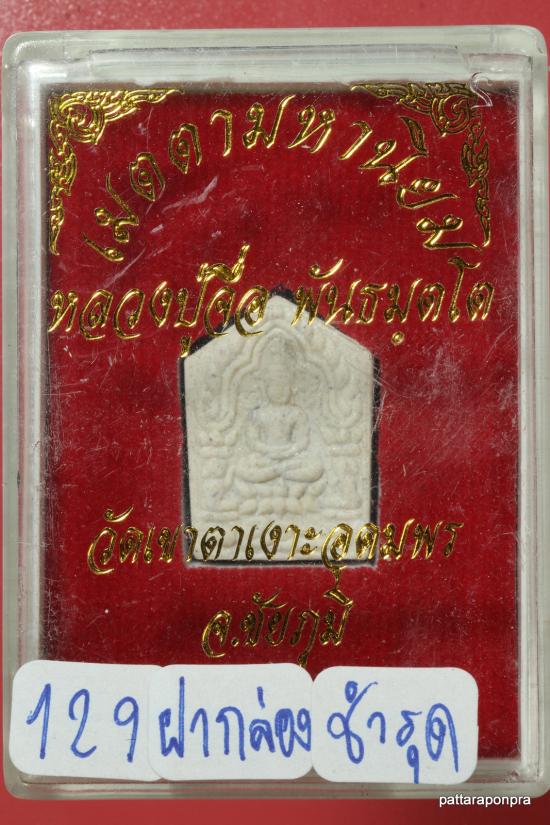 เมตตามหานิยม
หลวงปู่จื่อ พันธมุตโต
วัดเขาตาเงาะอุดมพร
จ.ชัยภูมิ
129 ฝากล่อง ชำรุด
pattaraponpra